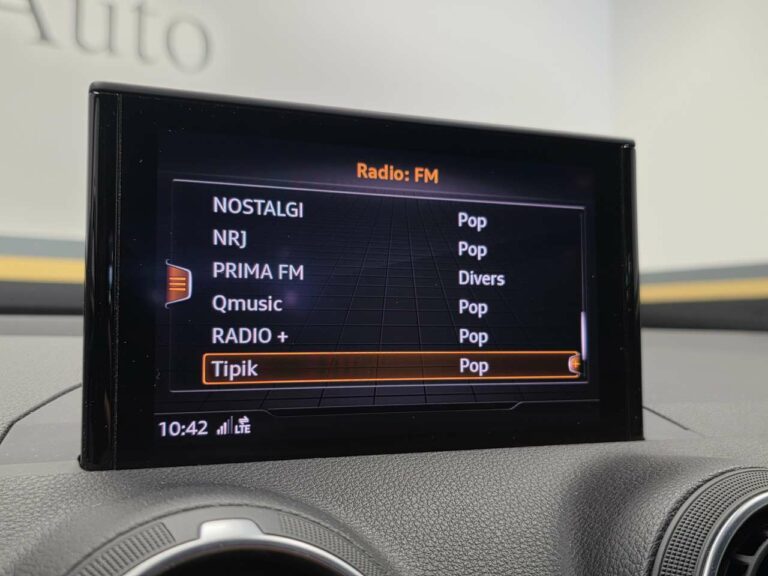 Auto
Radio: FM
NOSTALGI Pop
NRJ Pop
PRIMA FM Divers
Qmusic Pop
RADIO + Pop
Tipik Pop
10:42 LTE